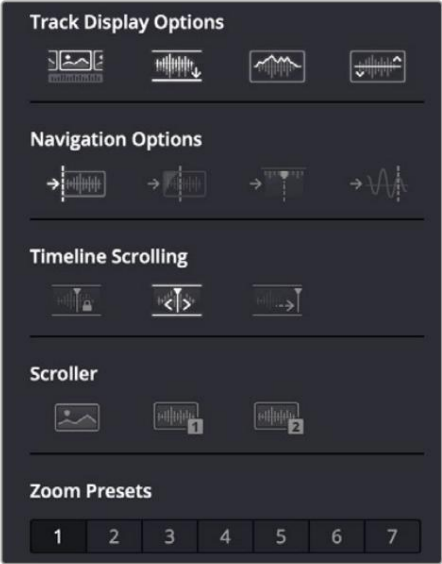 Track Display Options
Navigation Options
Timeline Scrolling
Scroller
1 2
Zoom Presets
1 2 3 4 5 6 7